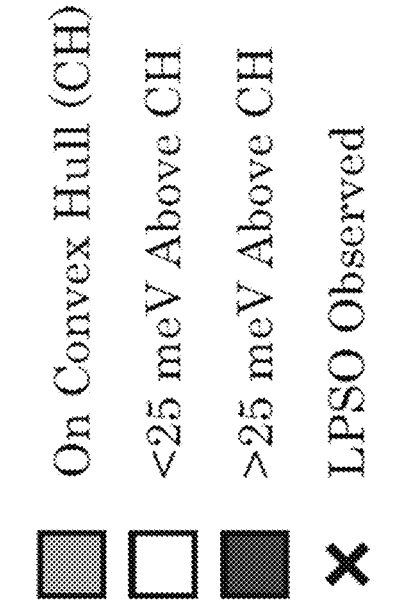 On Convex Hull (CH)
<25 meV Above CH
>25 meV Above CH
LPSO Observed